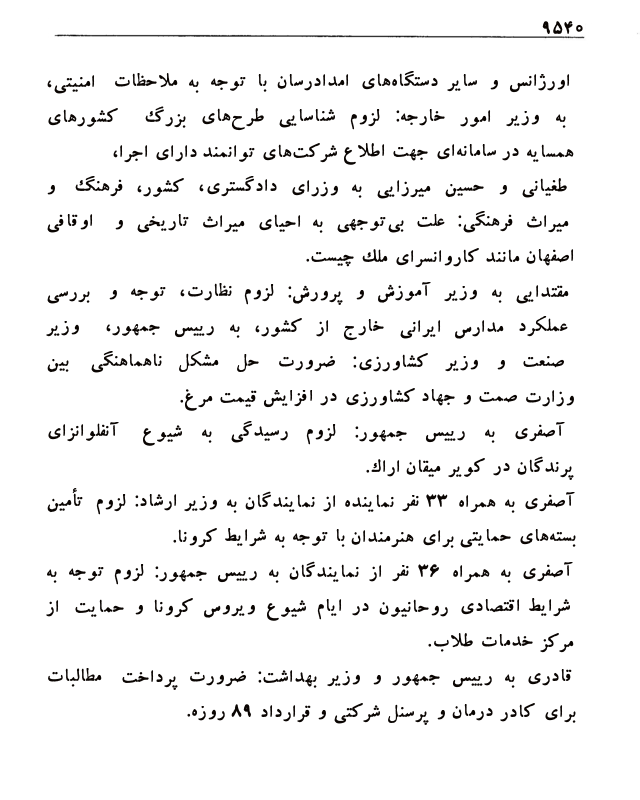 ۹۵۴۰
اورژانس و سایر دستگاه‌های امدادرسان با توجه به ملاحظات امنیتی،
به وزیر امور خارجه: لزوم شناسایی طرح‌های بزرگ کشورهای
همسایه در سامانه‌ای جهت اطلاع شرکت‌های توانمند دارای اجرا،
طغیانی و حسین میرزایی به وزرای دادگستری، کشور، فرهنگ و
میراث فرهنگی: علت بی‌توجهی به احیای میراث تاریخی و اوقافی
اصفهان مانند کاروانسرای ملك چیست.
مقتدایی به وزیر آموزش و پرورش: لزوم نظارت، توجه و بررسی
عملکرد مدارس ایرانی خارج از کشور، به رییس جمهور، وزیر
صنعت و وزیر کشاورزی: ضرورت حل مشکل ناهماهنگی بین
وزارت صمت و جهاد کشاورزی در افزایش قیمت مرغ.
آصفری به رییس جمهور: لزوم رسیدگی به شیوع آنفلوانزای
پرندگان در کویر میقان اراك.
آصفری به همراه ۳۳ نفر نماینده از نمایندگان به وزیر ارشاد: لزوم تأمین
بسته‌های حمایتی برای هنرمندان با توجه به شرایط کرونا.
آصفری به همراه ۳۶ نفر از نمایندگان به رییس جمهور: لزوم توجه به
شرایط اقتصادی روحانیون در ایام شیوع ویروس کرونا و حمایت از
مرکز خدمات طلاب.
قادری به رییس جمهور و وزیر بهداشت: ضرورت پرداخت مطالبات
برای کادر درمان و پرسنل شرکتی و قرارداد ۸۹ روزه.